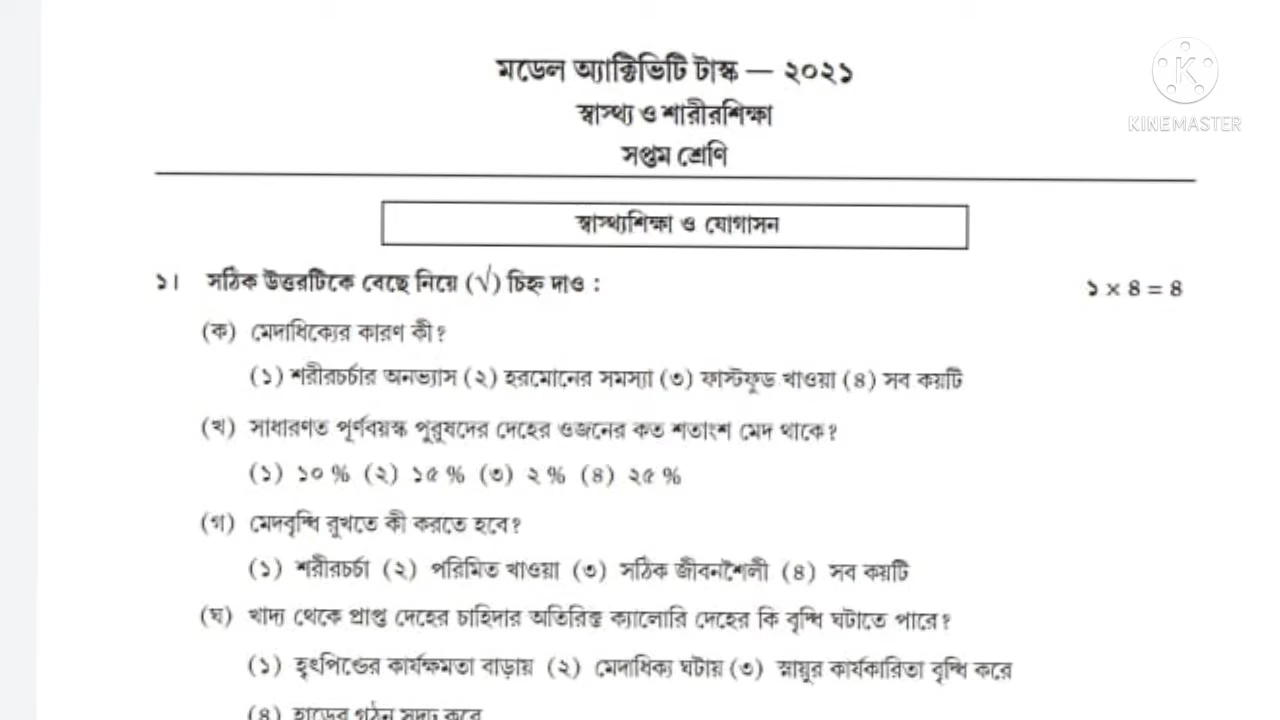 মডেল অ্যাক্টিভিটি টাস্ক — ২০২১
স্বাস্থ্য ও শারীরশিক্ষা
সপ্তম শ্রেণি
KINEMASTER
স্বাস্থ্যশিক্ষা ও যোগাসন
১। সঠিক উত্তরটিকে বেছে নিয়ে (√) চিহ্ন দাও : ১ × ৪ = ৪
(ক) মেদাধিক্যের কারণ কী?
(১) শরীরচর্চার অনভ্যাস (২) হরমোনের সমস্যা (৩) ফাস্টফুড খাওয়া (৪) সব কয়টি
(খ) সাধারণত পূর্ণবয়স্ক পুরুষদের দেহের ওজনের কত শতাংশ মেদ থাকে?
(১) ১০ % (২) ১৫ % (৩) ২ % (৪) ২৫ %
(গ) মেদবৃদ্ধি রুখতে কী করতে হবে?
(১) শরীরচর্চা (২) পরিমিত খাওয়া (৩) সঠিক জীবনশৈলী (৪) সব কয়টি
(ঘ) খাদ্য থেকে প্রাপ্ত দেহের চাহিদার অতিরিক্ত ক্যালোরি দেহের কি বৃদ্ধি ঘটাতে পারে?
(১) হৃৎপিণ্ডের কার্যক্ষমতা বাড়ায় (২) মেদাধিক্য ঘটায় (৩) স্নায়ুর কার্যকারিতা বৃদ্ধি করে
(৪) হাড়ের গঠন সুদৃঢ় করে